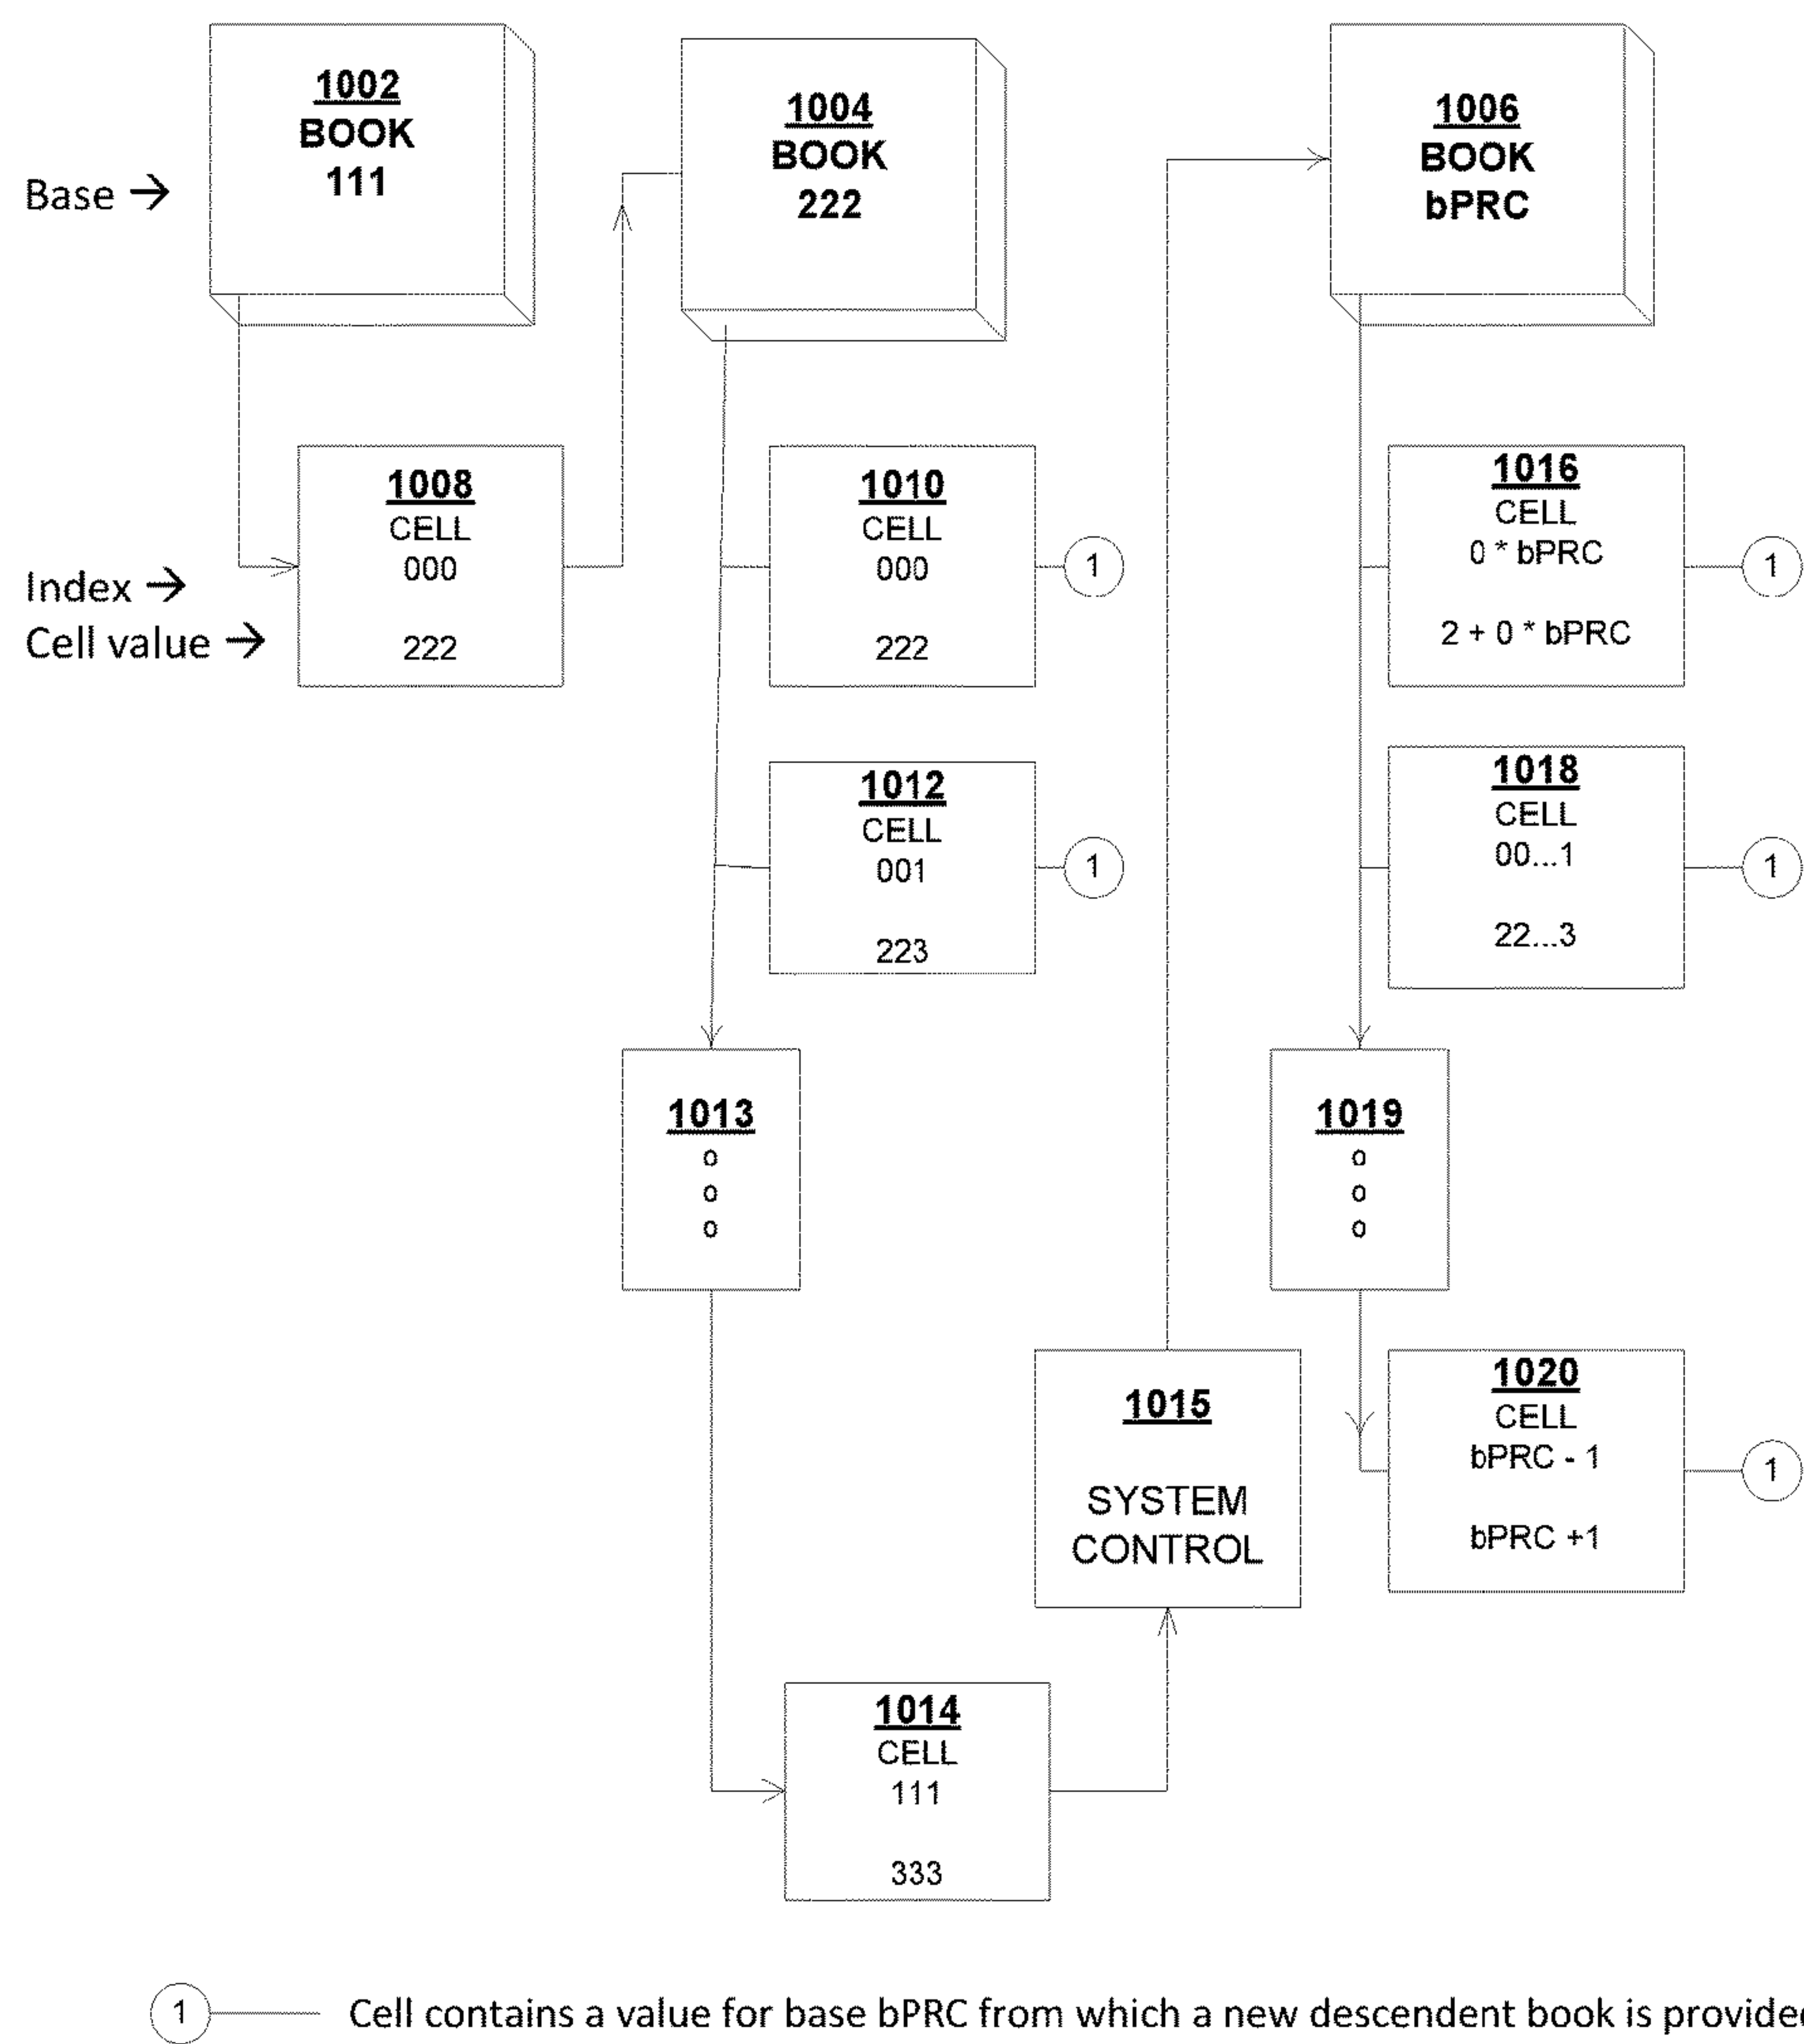 1002
BOOK
111
1004
BOOK
222
1006
BOOK
bPRC
Base →
1008
CELL
000
222
1010
CELL
000
222
1
1016
CELL
0 * bPRC
2 + 0 * bPRC
1
Index →
Cell value →
1012
CELL
001
223
1
1018
CELL
00...1
22...3
1
1013
o
o
o
1019
o
o
o
1015
SYSTEM
CONTROL
1020
CELL
bPRC - 1
bPRC +1
1
1014
CELL
111
333
1
Cell contains a value for base bPRC from which a new descendent book is provided